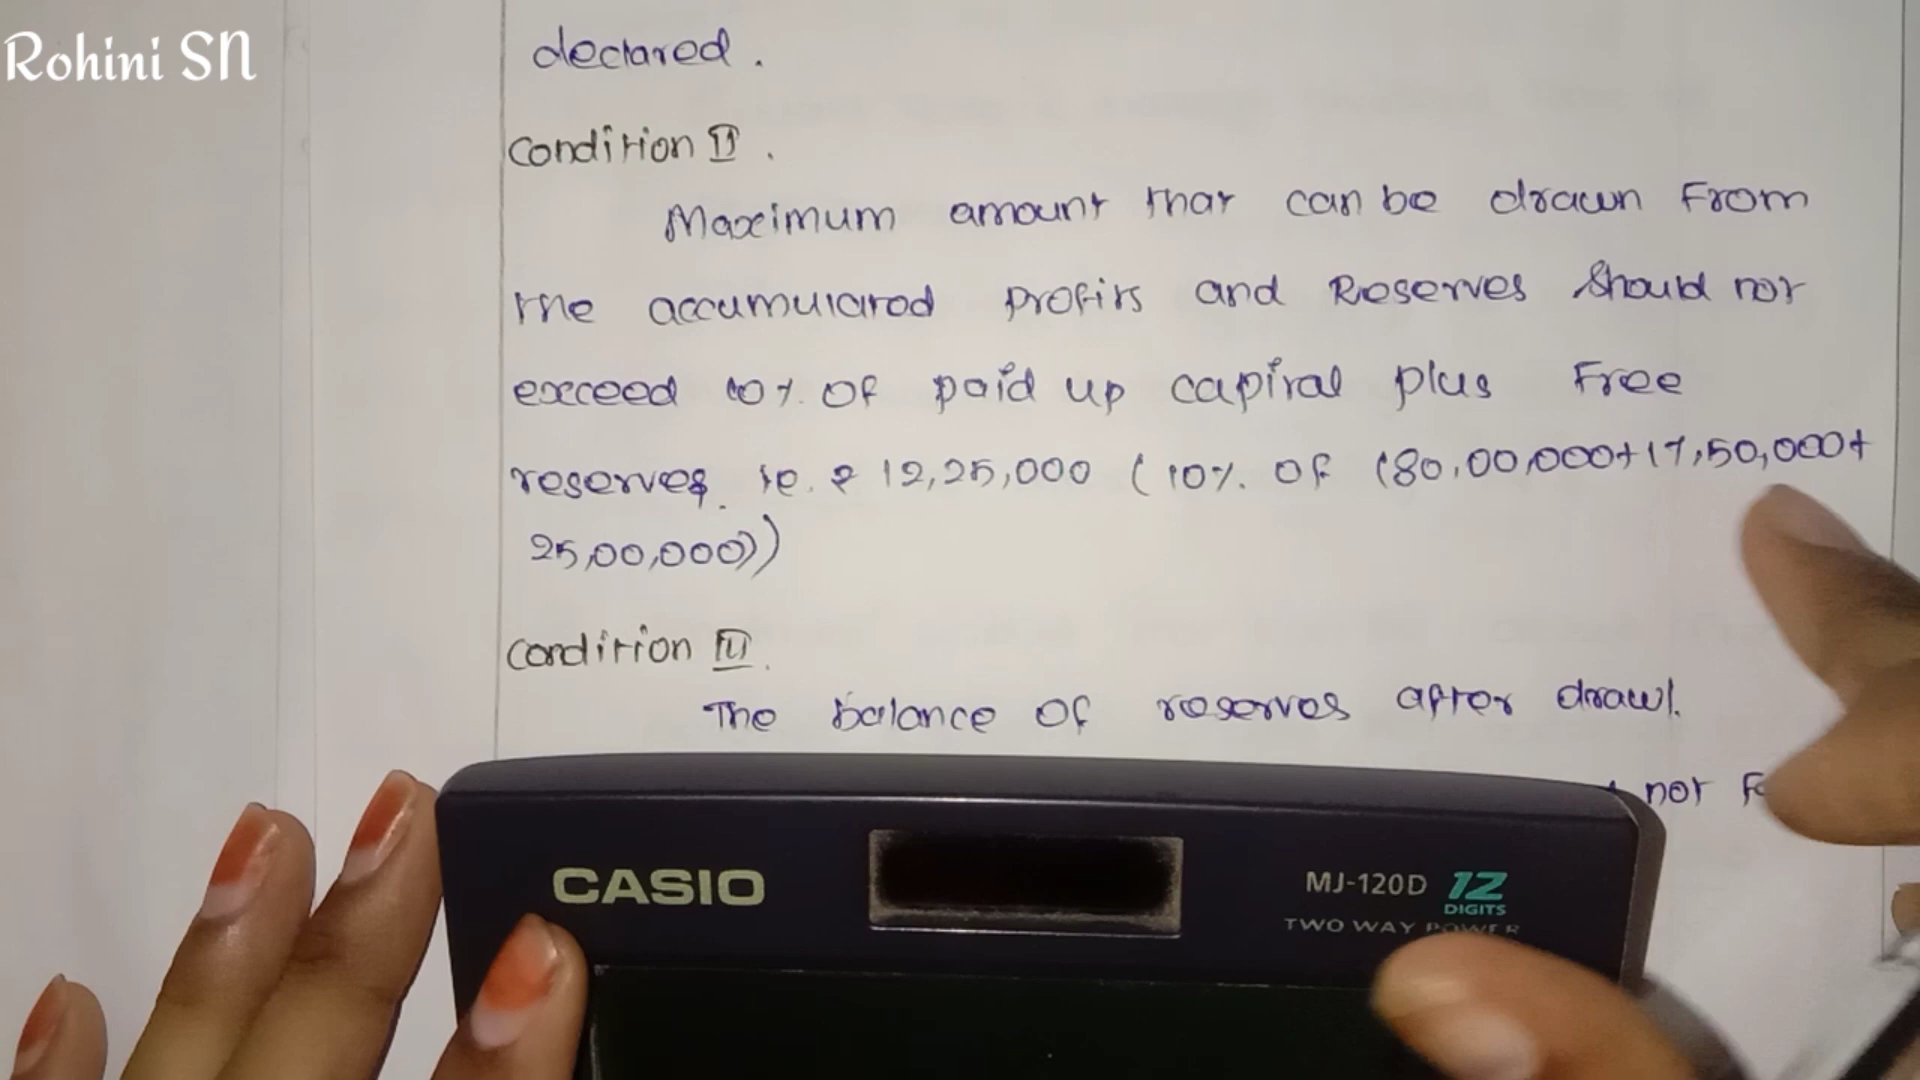 Rohini SN
declared.
Condition II.
Maximum amount that can be drawn From
the accumulated profits and Reserves Should not
exceed 10% OF paid up capital plus Free
reserves. ie. ₹ 12,25,000 (10% OF (80,00,000+17,50,000+
25,00,000))
Condition III.
The balance OF reserves after drawl.
not
CASIO
MJ-120D 12
DIGITS
TWO WAY POWER